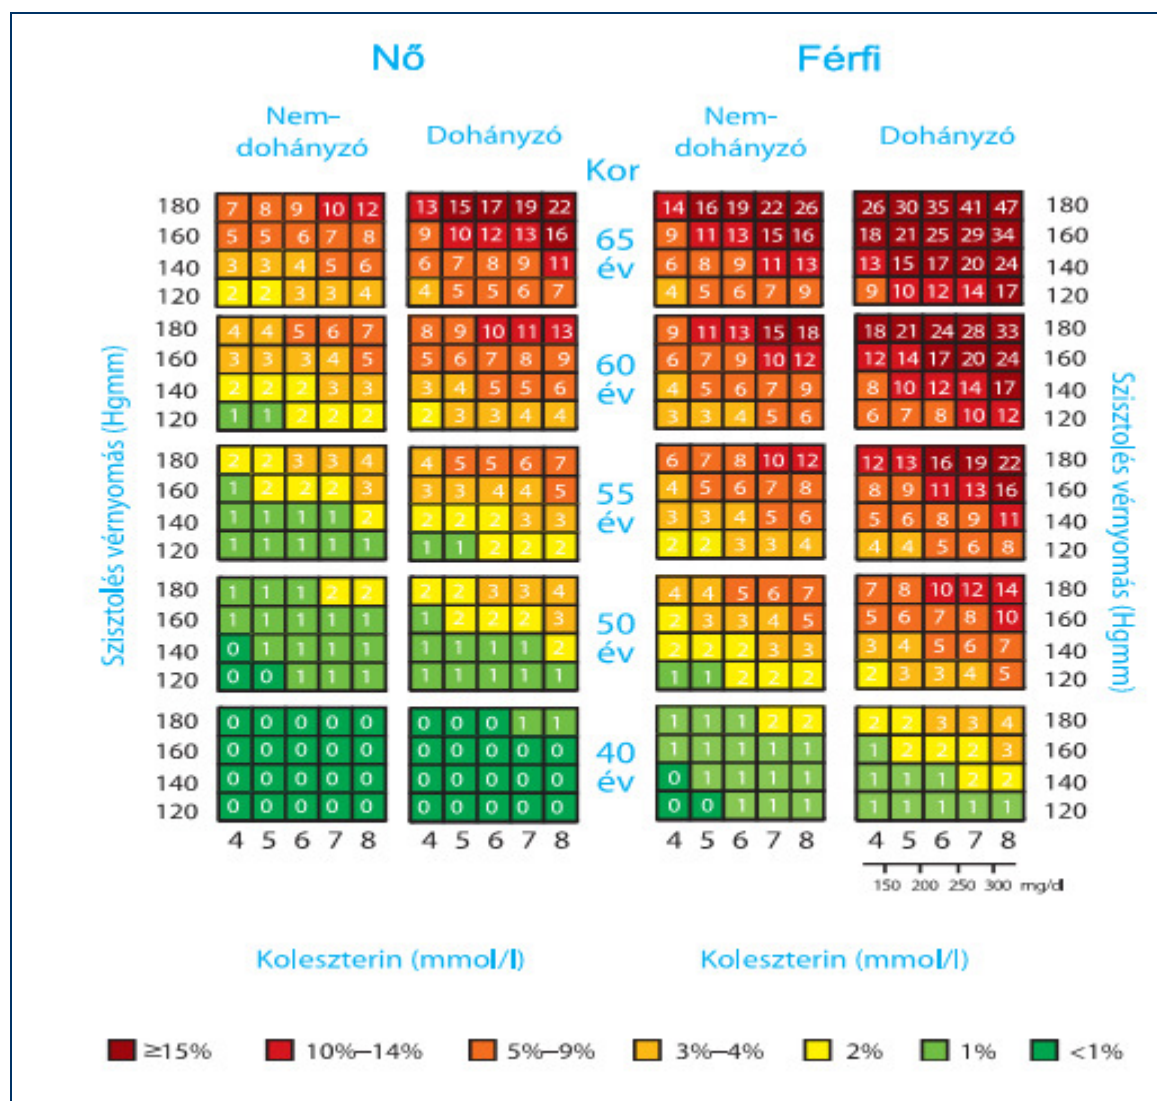 Nő Férfi
Nem–
dohányzó
Dohányzó
Nem-
dohányzó
Dohányzó
Kor
180 7 8 9 10 12 13 15 17 19 22 14 16 19 22 26 26 30 35 41 47 180
160 5 5 6 7 8 9 10 12 13 16 65 9 11 13 15 16 18 21 25 29 34 160
140 3 3 4 5 6 6 7 8 9 11 év 6 8 9 11 13 13 15 17 20 24 140
120 2 2 3 3 4 4 5 5 6 7 4 5 6 7 9 9 10 12 14 17 120
180 4 4 5 6 7 8 9 10 11 13 9 11 13 15 18 18 21 24 28 33 180
160 3 3 3 4 5 5 6 7 8 9 60 6 7 9 10 12 12 14 17 20 24 160
140 2 2 2 3 3 3 4 5 5 6 év 4 5 6 7 9 8 10 12 14 17 140
120 1 1 2 2 2 2 3 3 4 4 3 3 4 5 6 6 7 8 10 12 120
180 2 2 3 3 4 4 5 5 6 7 6 7 8 10 12 12 13 16 19 22 180
160 1 2 2 2 3 3 3 4 4 5 55 4 5 6 7 8 8 9 11 13 16 160
140 1 1 1 1 2 2 2 2 3 3 év 3 3 4 5 6 5 6 8 9 11 140
120 1 1 1 1 1 1 1 2 2 2 2 2 3 3 4 4 4 5 6 8 120
180 1 1 1 2 2 2 2 3 3 4 4 4 5 6 7 7 8 10 12 14 180
160 1 1 1 1 1 1 2 2 2 3 50 2 3 3 4 5 5 6 7 8 10 160
140 0 1 1 1 1 1 1 1 1 2 év 2 2 2 3 3 3 4 5 6 7 140
120 0 0 1 1 1 1 1 1 1 1 1 1 2 2 2 2 3 3 4 5 120
180 0 0 0 0 0 0 0 0 1 1 1 1 1 2 2 2 2 3 3 4 180
160 0 0 0 0 0 0 0 0 0 0 40 1 1 1 1 1 1 2 2 2 3 160
140 0 0 0 0 0 0 0 0 0 0 év 0 1 1 1 1 1 1 1 2 2 140
120 0 0 0 0 0 0 0 0 0 0 0 0 1 1 1 1 1 1 1 1 120
4 5 6 7 8 4 5 6 7 8 4 5 6 7 8 4 5 6 7 8
150 200 250 300 mg/dl
Szisztolés vérnyomás (Hgmm)
Szisztolés vérnyomás (Hgmm)
Koleszterin (mmol/l) Koleszterin (mmol/l)
≥15% 10%–14% 5%–9% 3%–4% 2% 1% <1%